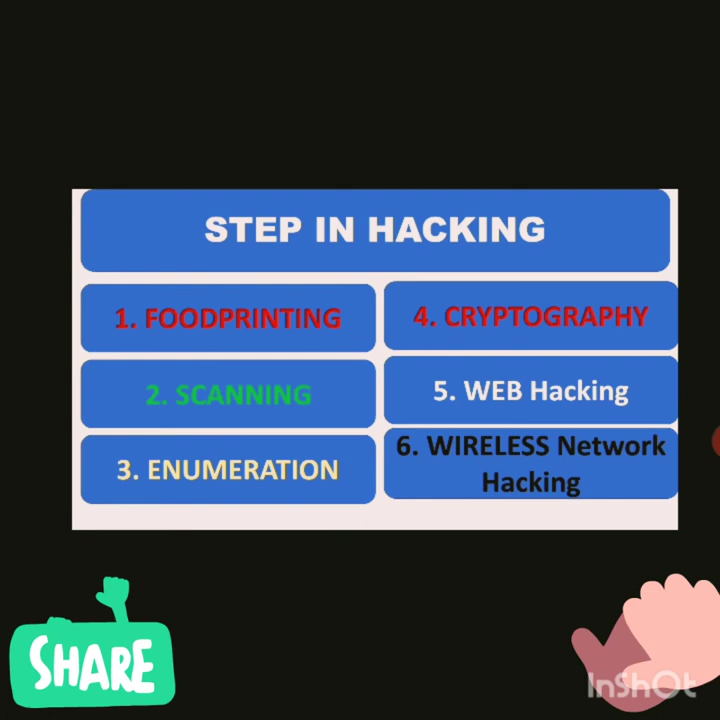 STEP IN HACKING
1. FOODPRINTING
2. SCANNING
3. ENUMERATION
4. CRYPTOGRAPHY
5. WEB Hacking
6. WIRELESS Network
Hacking
SHARE
InShOt